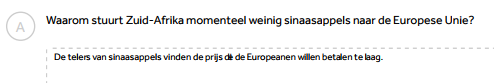 A
Waarom stuurt Zuid-Afrika momenteel weinig sinaasappels naar de Europese Unie?
De telers van sinaasappels vinden de prijs de Europeanen willen betalen te laag.